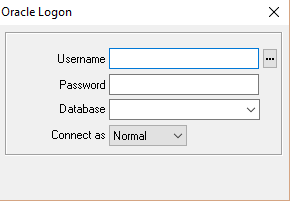 Oracle Logon
Username
...
Password
Database
Connect as Normal